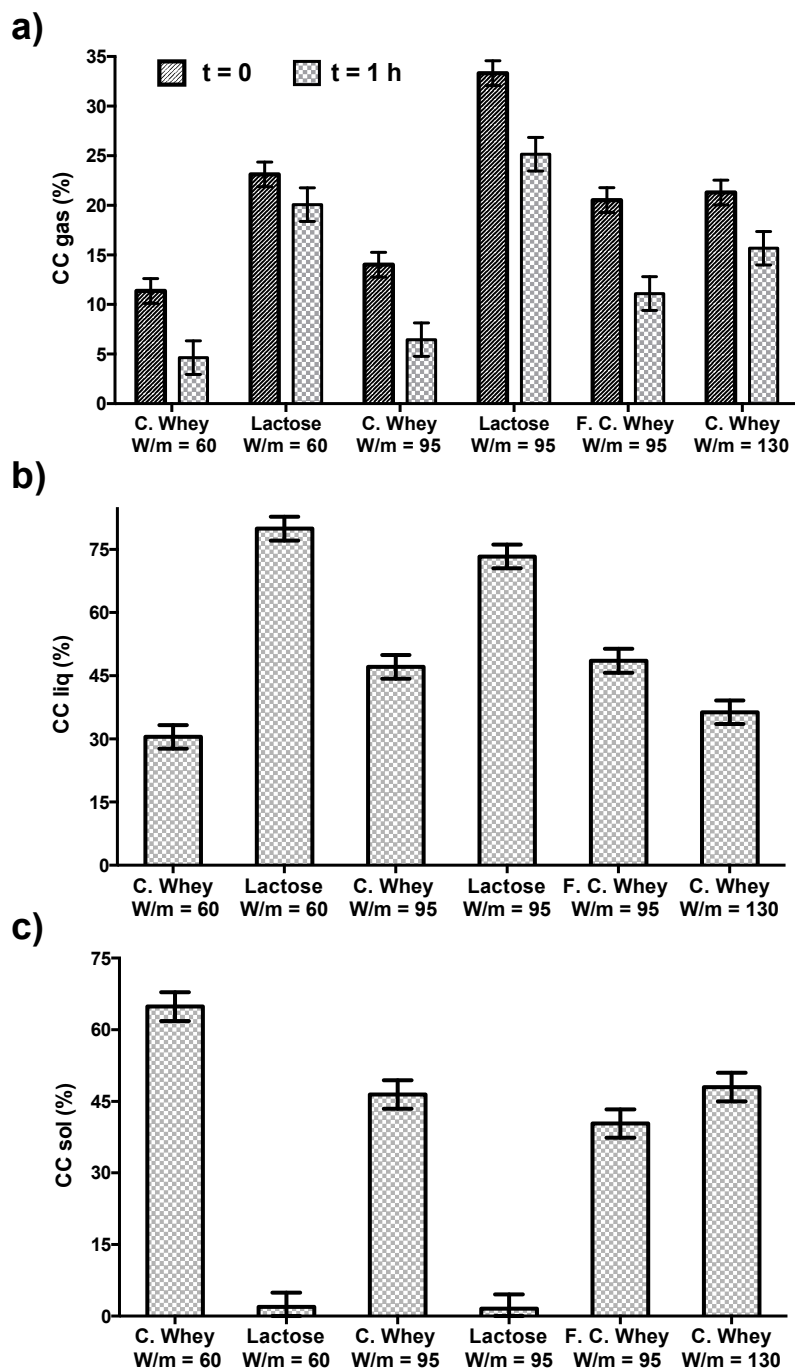 a)
t = 0
t = 1 h
CC gas (%)
35
30
25
20
15
10
5
0
C. Whey Lactose C. Whey Lactose F. C. Whey C. Whey
W/m = 60 W/m = 60 W/m = 95 W/m = 95 W/m = 95 W/m = 130
b)
CC liq (%)
75
60
45
30
15
0
C. Whey Lactose C. Whey Lactose F. C. Whey C. Whey
W/m = 60 W/m = 60 W/m = 95 W/m = 95 W/m = 95 W/m = 130
c)
CC sol (%)
75
60
45
30
15
0
C. Whey Lactose C. Whey Lactose F. C. Whey C. Whey
W/m = 60 W/m = 60 W/m = 95 W/m = 95 W/m = 95 W/m = 130